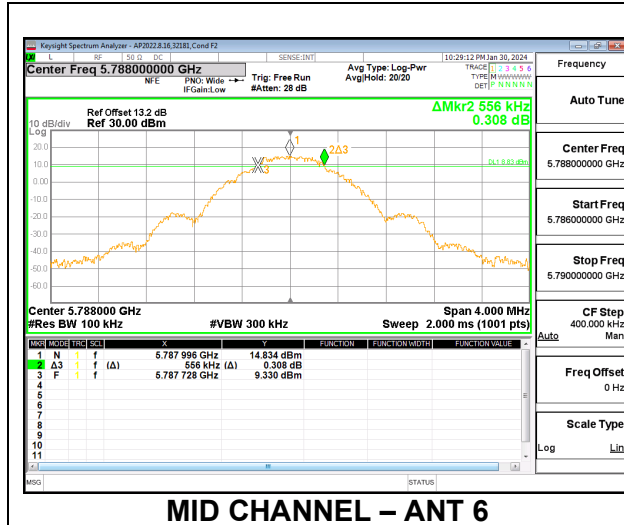 Keysight Spectrum Analyzer - AP2022.8.16,32181,Cond F2
L RF 50 Ω DC SENSE:INT 10:29:12 PM Jan 30, 2024
Center Freq 5.788000000 GHz
NFE PNO: Wide Trig: Free Run Avg Type: Log-Pwr TRACE 1 2 3 4 5 6
IFGain:Low #Atten: 28 dB Avg|Hold: 20/20 TYPE M WWWWW
DET P N N N N N
Ref Offset 13.2 dB ΔMkr2 556 kHz
10 dB/div Ref 30.00 dBm 0.308 dB
Log
20.0
10.0
0.00
-10.0
-20.0
-30.0
-40.0
-50.0
-60.0
1
2Δ3
3
DL1 8.83 dBm
Center 5.788000 GHz Span 4.000 MHz
#Res BW 100 kHz #VBW 300 kHz Sweep 2.000 ms (1001 pts)
MKR MODE TRC SCL X Y FUNCTION FUNCTION WIDTH FUNCTION VALUE
1 N 1 f 5.787 996 GHz 14.834 dBm
2 Δ3 1 f (Δ) 556 kHz (Δ) 0.308 dB
3 F 1 f 5.787 728 GHz 9.330 dBm
4
5
6
7
8
9
10
11
MSG STATUS
Frequency
Auto Tune
Center Freq
5.788000000 GHz
Start Freq
5.786000000 GHz
Stop Freq
5.790000000 GHz
CF Step
400.000 kHz
Auto Man
Freq Offset
0 Hz
Scale Type
Log Lin
MID CHANNEL – ANT 6